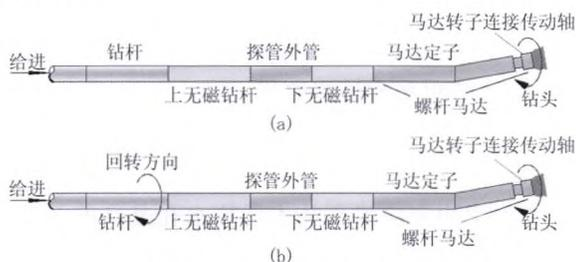 马达转子连接传动轴
钻杆 探管外管 马达定子
给进
上无磁钻杆 下无磁钻杆 螺杆马达 钻头
(a)
马达转子连接传动轴
回转方向
探管外管 马达定子
给进
钻杆 上无磁钻杆 下无磁钻杆 螺杆马达 钻头
(b)